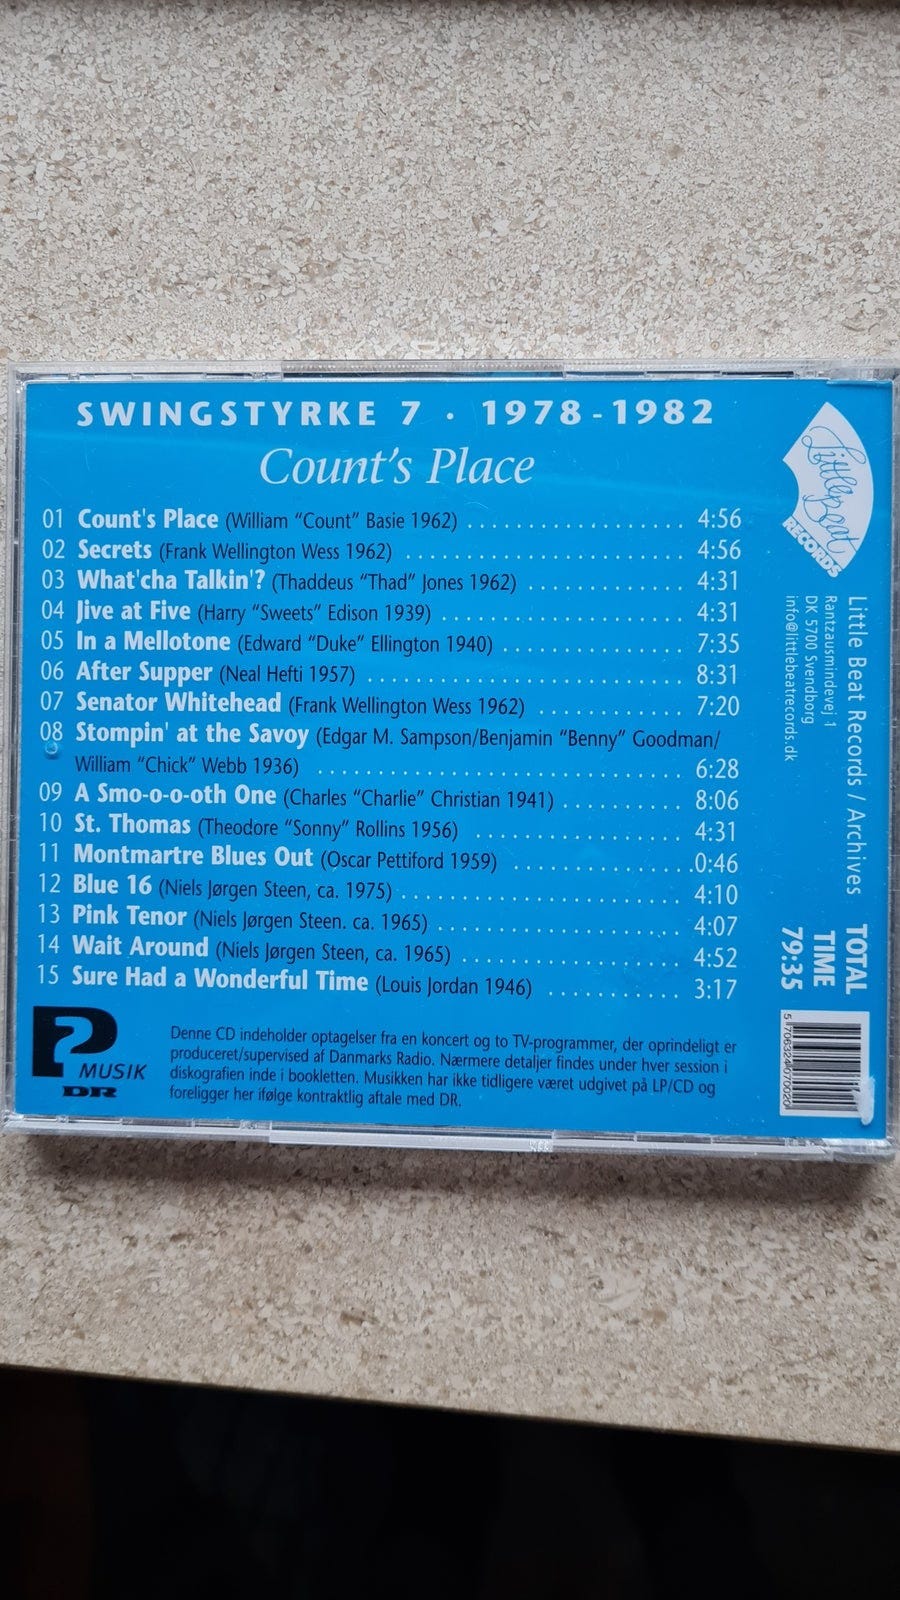 SWINGSTYRKE 7 · 1978-1982
Count's Place
01 Count's Place (William “Count” Basie 1962) . . . . . . . . . . . . . . . . . . . 4:56
02 Secrets (Frank Wellington Wess 1962) . . . . . . . . . . . . . . . . . . . . . . . . 4:56
03 What'cha Talkin'? (Thaddeus “Thad” Jones 1962) . . . . . . . . . . . . . . 4:31
04 Jive at Five (Harry “Sweets” Edison 1939) . . . . . . . . . . . . . . . . . . . . . 4:31
05 In a Mellotone (Edward “Duke” Ellington 1940) . . . . . . . . . . . . . . . . 7:35
06 After Supper (Neal Hefti 1957) . . . . . . . . . . . . . . . . . . . . . . . . . . . . 8:31
07 Senator Whitehead (Frank Wellington Wess 1962) . . . . . . . . . . . . . 7:20
08 Stompin' at the Savoy (Edgar M. Sampson/Benjamin “Benny” Goodman/
William “Chick” Webb 1936) . . . . . . . . . . . . . . . . . . . . . . . . . . . . . . . . 6:28
09 A Smo-o-o-oth One (Charles “Charlie” Christian 1941) . . . . . . . . . . . 8:06
10 St. Thomas (Theodore “Sonny” Rollins 1956) . . . . . . . . . . . . . . . . . . 4:31
11 Montmartre Blues Out (Oscar Pettiford 1959) . . . . . . . . . . . . . . . .0:46
12 Blue 16 (Niels Jørgen Steen, ca. 1975) . . . . . . . . . . . . . . . . . . . . . . . . . 4:10
13 Pink Tenor (Niels Jørgen Steen. ca. 1965) . . . . . . . . . . . . . . . . . . . . . . 4:07
14 Wait Around (Niels Jørgen Steen, ca. 1965) . . . . . . . . . . . . . . . . . . . . 4:52
15 Sure Had a Wonderful Time (Louis Jordan 1946) . . . . . . . . . . . . 3:17
P2 MUSIK
DR
Denne CD indeholder optagelser fra en koncert og to TV-programmer, der oprindeligt er
produceret/supervised af Danmarks Radio. Nærmere detaljer findes under hver session i
diskografien inde i bookletten. Musikken har ikke tidligere været udgivet på LP/CD og
foreligger her ifølge kontraktlig aftale med DR.
LittleBeat
RECORDS
Little Beat Records / Archives
Rantzausmindevej 1
DK 5700 Svendborg
info@littlebeatrecords.dk
TOTAL
TIME
79:35
5 706324 070020